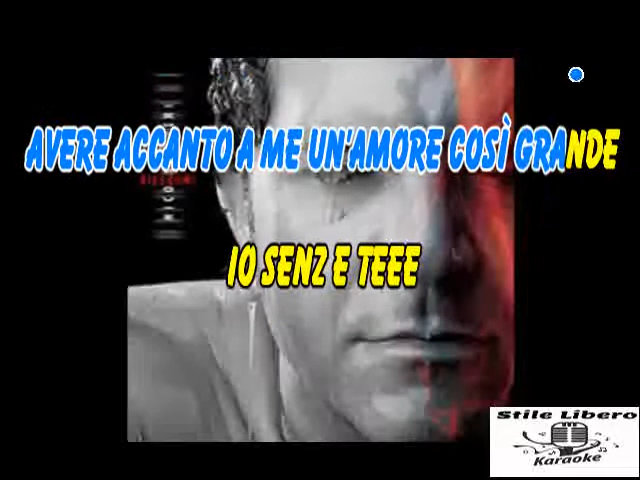 AVERE ACCANTO A ME UN'AMORE COSÌ GRANDE
IO SENZ E TEEE
Stile Libero
Karaoke